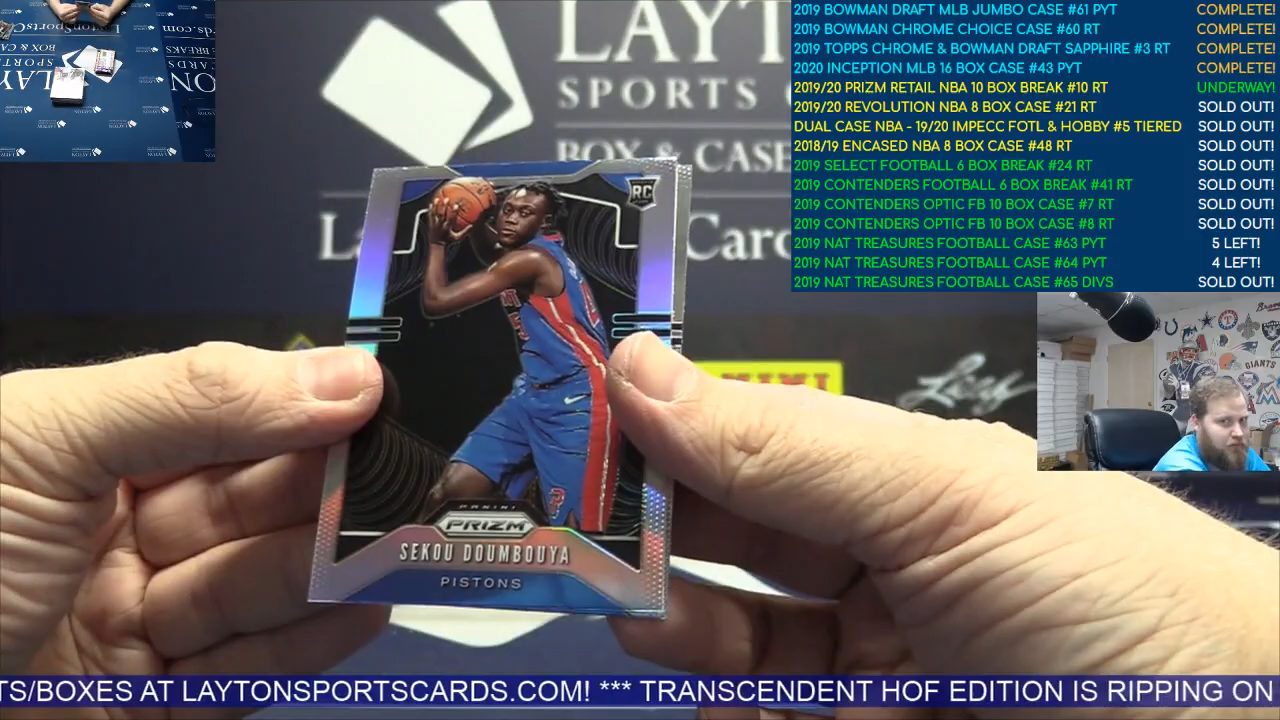 LAYT
SPORTS
BOX & CASE
RC
PANINI
PRIZM
SEKOU DOUMBOUYA
PISTONS
Leaf
2019 BOWMAN DRAFT MLB JUMBO CASE #61 PYT COMPLETE!
2019 BOWMAN CHROME CHOICE CASE #60 RT COMPLETE!
2019 TOPPS CHROME & BOWMAN DRAFT SAPPHIRE #3 RT COMPLETE!
2020 INCEPTION MLB 16 BOX CASE #43 PYT COMPLETE!
2019/20 PRIZM RETAIL NBA 10 BOX BREAK #10 RT UNDERWAY!
2019/20 REVOLUTION NBA 8 BOX CASE #21 RT SOLD OUT!
DUAL CASE NBA - 19/20 IMPECC FOTL & HOBBY #5 TIERED SOLD OUT!
2018/19 ENCASED NBA 8 BOX CASE #48 RT SOLD OUT!
2019 SELECT FOOTBALL 6 BOX BREAK #24 RT SOLD OUT!
2019 CONTENDERS FOOTBALL 6 BOX BREAK #41 RT SOLD OUT!
2019 CONTENDERS OPTIC FB 10 BOX CASE #7 RT SOLD OUT!
2019 CONTENDERS OPTIC FB 10 BOX CASE #8 RT SOLD OUT!
2019 NAT TREASURES FOOTBALL CASE #63 PYT 5 LEFT!
2019 NAT TREASURES FOOTBALL CASE #64 PYT 4 LEFT!
2019 NAT TREASURES FOOTBALL CASE #65 DIVS SOLD OUT!
GIANTS
TS/BOXES AT LAYTONSPORTSCARDS.COM! *** TRANSCENDENT HOF EDITION IS RIPPING ON